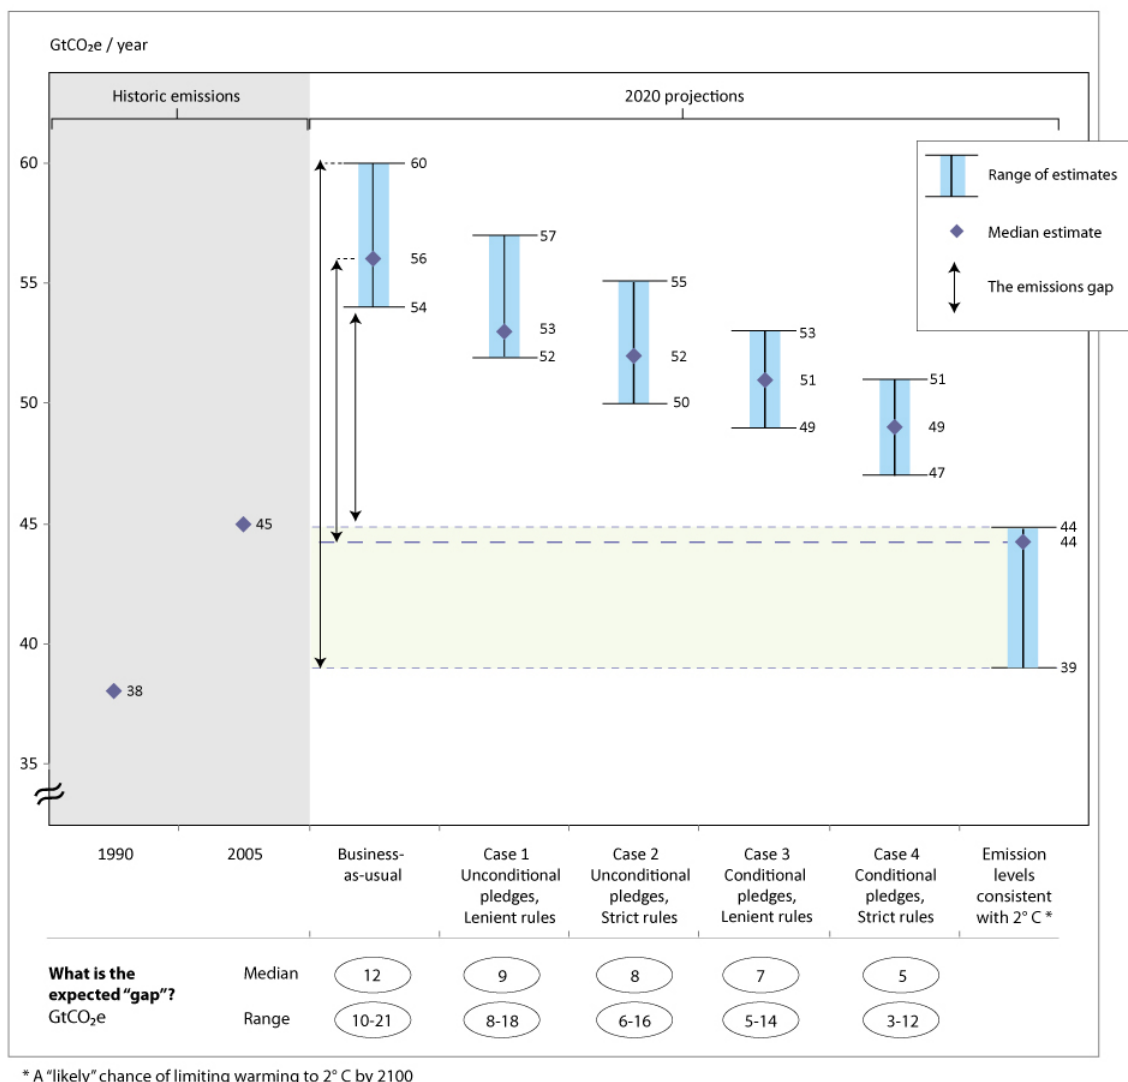 GtCO₂e / year
Historic emissions
2020 projections
60
55
50
45
40
35
38
45
60
56
54
57
53
52
55
52
50
53
51
49
51
49
47
44
44
39
Range of estimates
Median estimate
The emissions gap
1990
2005
Business-
as-usual
Case 1
Unconditional
pledges,
Lenient rules
Case 2
Unconditional
pledges,
Strict rules
Case 3
Conditional
pledges,
Lenient rules
Case 4
Conditional
pledges,
Strict rules
Emission
levels
consistent
with 2° C *
What is the
expected “gap”?
GtCO₂e
Median
12
9
8
7
5
Range
10-21
8-18
6-16
5-14
3-12
* A “likely” chance of limiting warming to 2° C by 2100